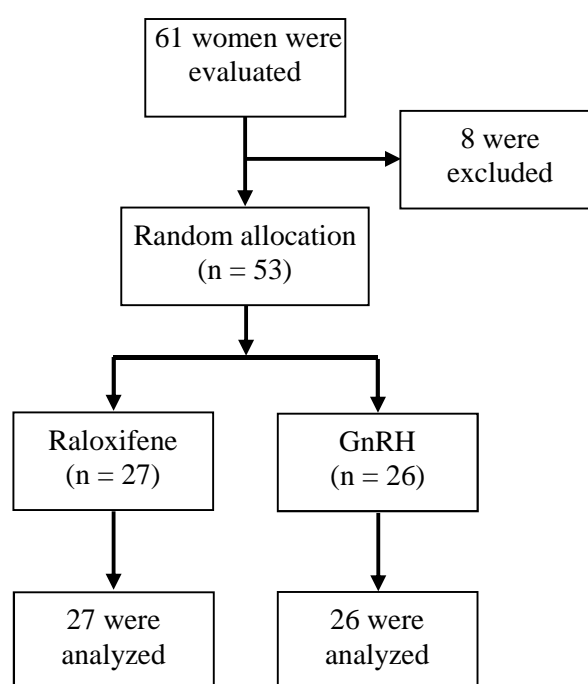 61 women were
evaluated
8 were
excluded
Random allocation
(n = 53)
Raloxifene
(n = 27)
GnRH
(n = 26)
27 were
analyzed
26 were
analyzed